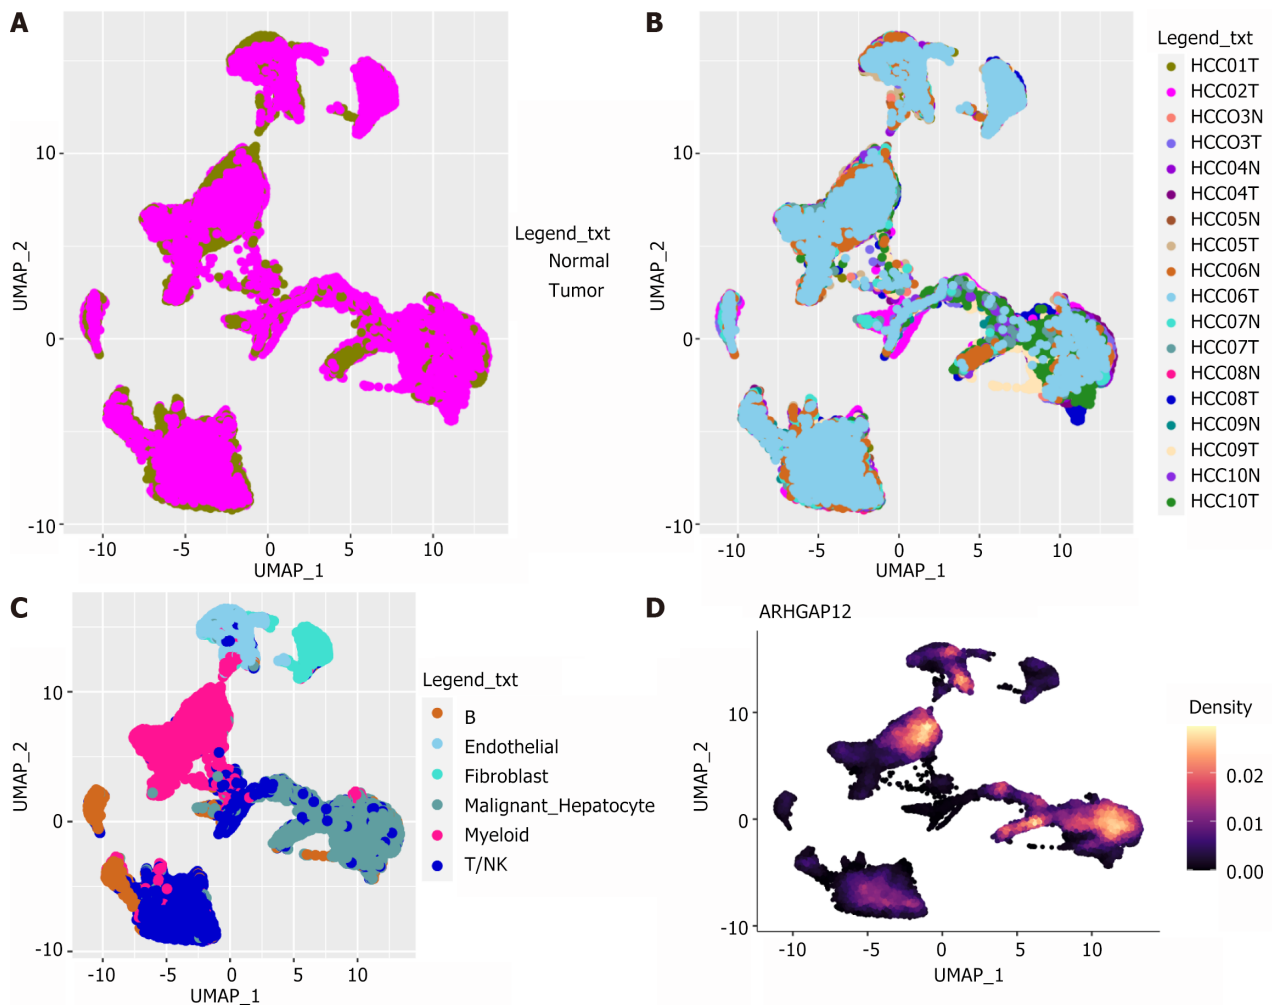 A
10
0
-10
-10
-5
0
5
10
UMAP_1
UMAP_2
Legend_txt
Normal
Tumor
B
10
0
-10
-10
-5
0
5
10
UMAP_1
UMAP_2
Legend_txt
HCC01T
HCC02T
HCCO3N
HCCO3T
HCC04N
HCC04T
HCC05N
HCC05T
HCC06N
HCC06T
HCC07N
HCC07T
HCC08N
HCC08T
HCC09N
HCC09T
HCC10N
HCC10T
C
10
0
-10
-10
-5
0
5
10
UMAP_1
UMAP_2
Legend_txt
B
Endothelial
Fibroblast
Malignant_Hepatocyte
Myeloid
T/NK
D
ARHGAP12
10
0
-10
-10
-5
0
5
10
UMAP_1
UMAP_2
Density
0.02
0.01
0.00